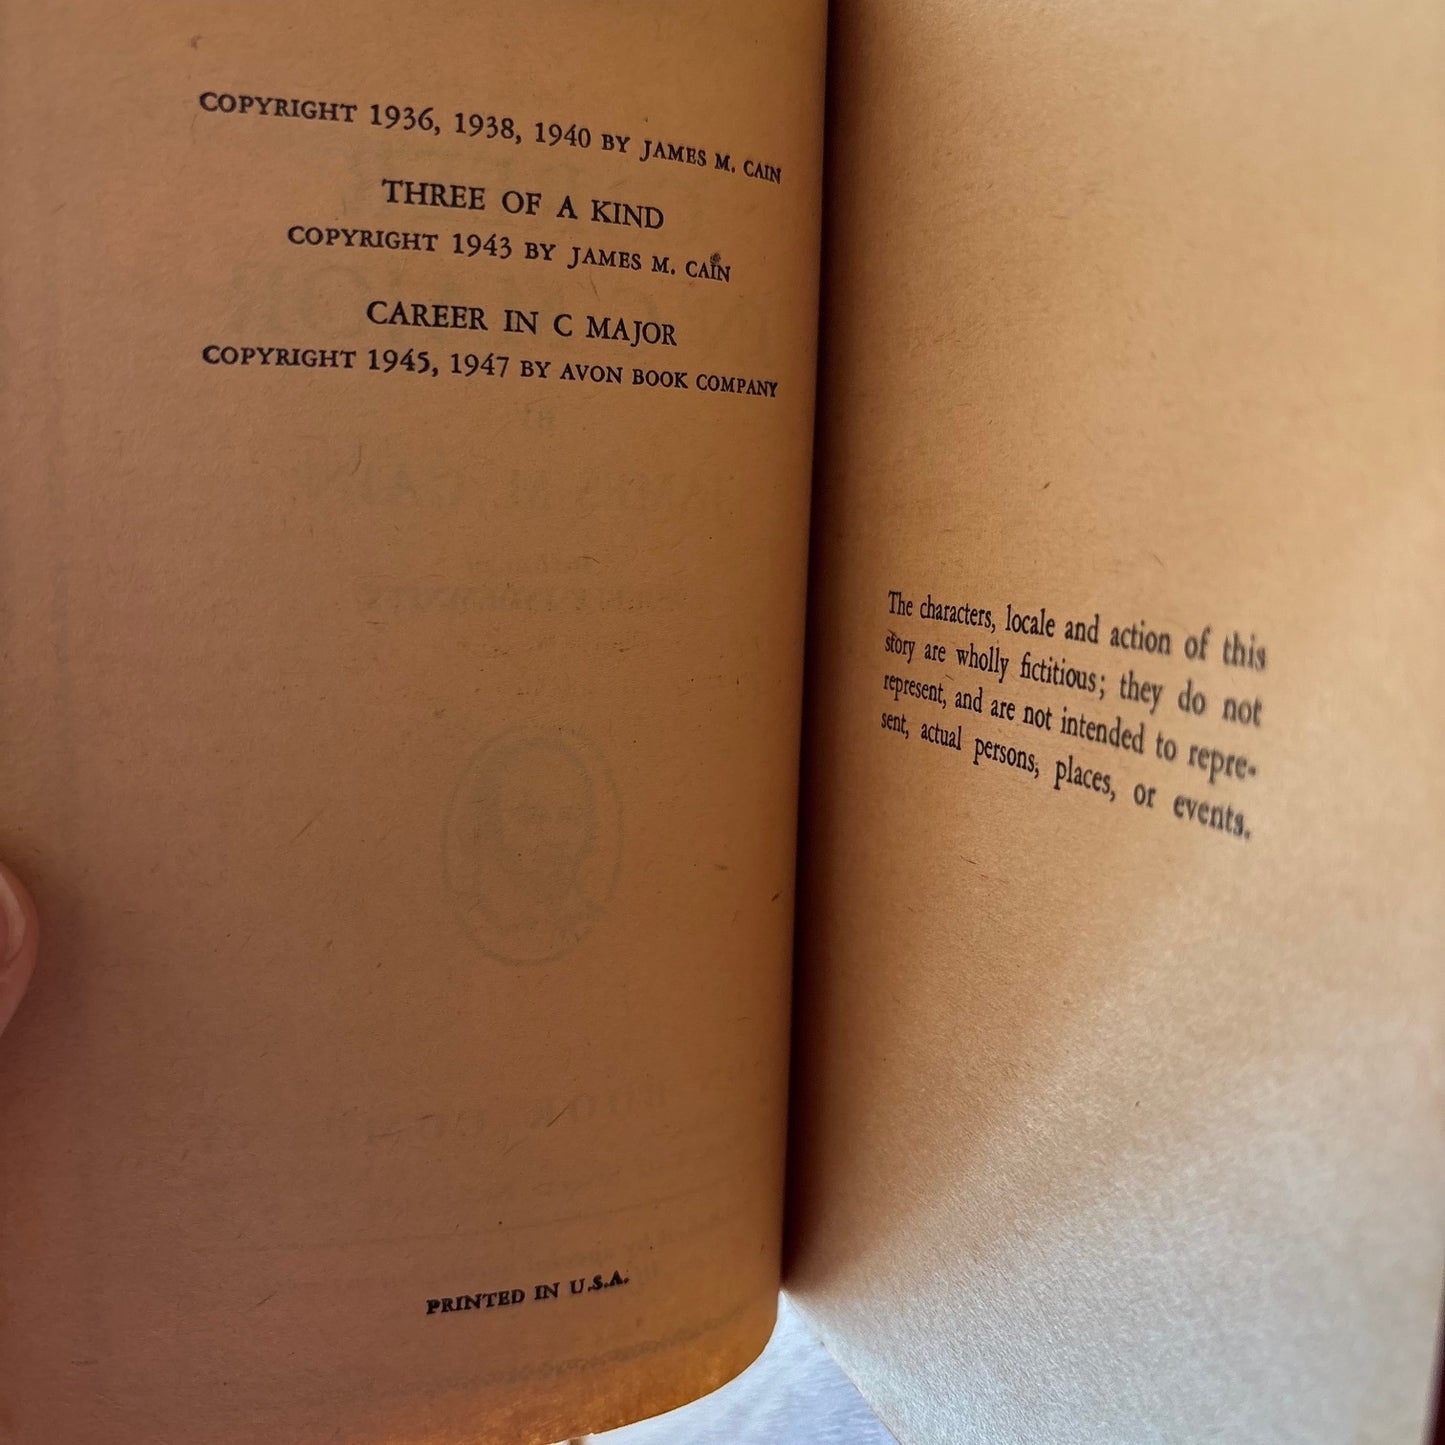 COPYRIGHT 1936, 1938, 1940 BY JAMES M. CAIN
THREE OF A KIND
COPYRIGHT 1943 BY JAMES M. CAIN
CAREER IN C MAJOR
COPYRIGHT 1945, 1947 BY AVON BOOK COMPANY
PRINTED IN U.S.A.
The characters, locale and action of this
story are wholly fictitious; they do not
represent, and are not intended to repre-
sent, actual persons, places, or events.